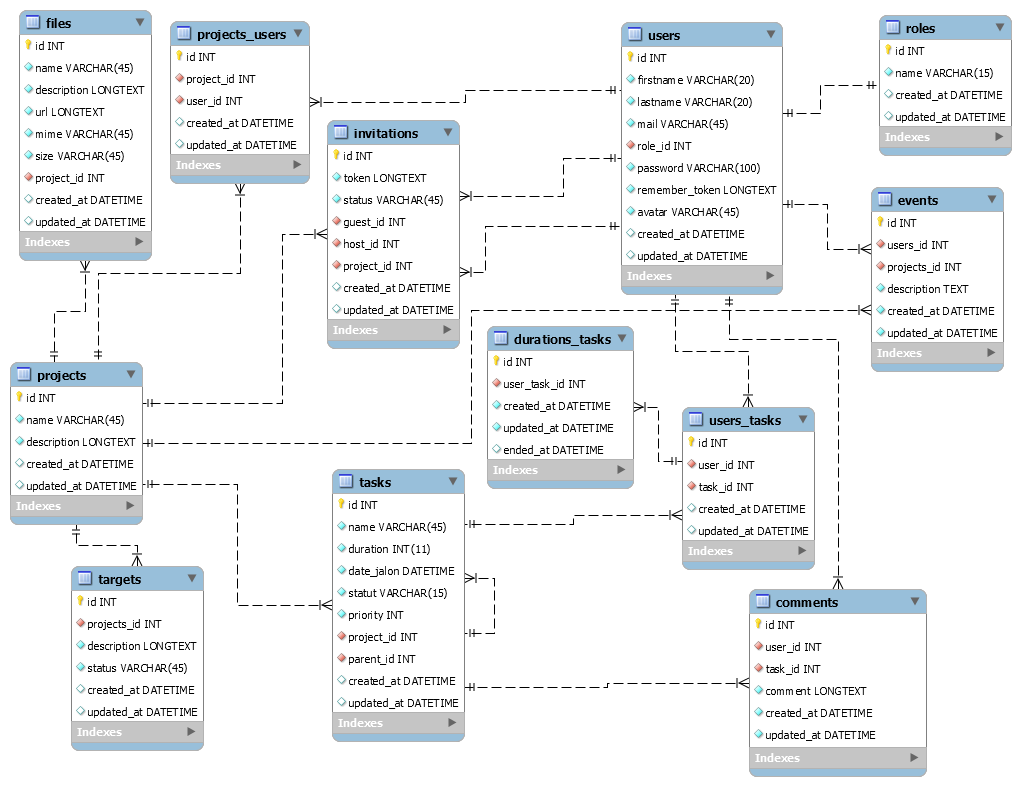 files
id INT
name VARCHAR(45)
description LONGTEXT
url LONGTEXT
mime VARCHAR(45)
size VARCHAR(45)
project_id INT
created_at DATETIME
updated_at DATETIME
Indexes
projects_users
id INT
project_id INT
user_id INT
created_at DATETIME
updated_at DATETIME
Indexes
invitations
id INT
token LONGTEXT
status VARCHAR(45)
guest_id INT
host_id INT
project_id INT
created_at DATETIME
updated_at DATETIME
Indexes
users
id INT
firstname VARCHAR(20)
lastname VARCHAR(20)
mail VARCHAR(45)
role_id INT
password VARCHAR(100)
remember_token LONGTEXT
avatar VARCHAR(45)
created_at DATETIME
updated_at DATETIME
Indexes
roles
id INT
name VARCHAR(15)
created_at DATETIME
updated_at DATETIME
Indexes
events
id INT
users_id INT
projects_id INT
description TEXT
created_at DATETIME
updated_at DATETIME
Indexes
projects
id INT
name VARCHAR(45)
description LONGTEXT
created_at DATETIME
updated_at DATETIME
Indexes
durations_tasks
id INT
user_task_id INT
created_at DATETIME
updated_at DATETIME
ended_at DATETIME
Indexes
users_tasks
id INT
user_id INT
task_id INT
created_at DATETIME
updated_at DATETIME
Indexes
tasks
id INT
name VARCHAR(45)
duration INT(11)
date_jalon DATETIME
statut VARCHAR(15)
priority INT
project_id INT
parent_id INT
created_at DATETIME
updated_at DATETIME
Indexes
targets
id INT
projects_id INT
description LONGTEXT
status VARCHAR(45)
created_at DATETIME
updated_at DATETIME
Indexes
comments
id INT
user_id INT
task_id INT
comment LONGTEXT
created_at DATETIME
updated_at DATETIME
Indexes